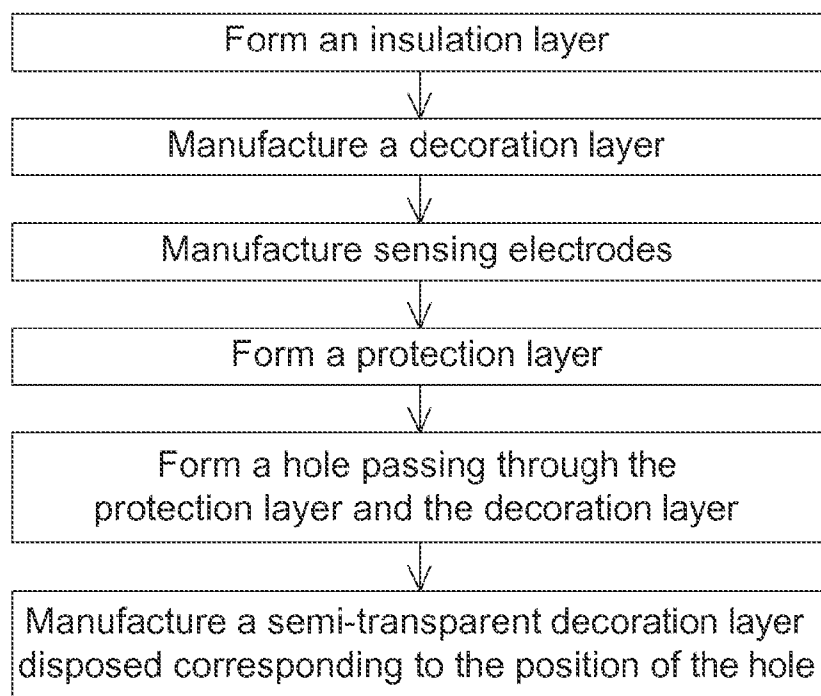 Form an insulation layer
Manufacture a decoration layer
Manufacture sensing electrodes
Form a protection layer
Form a hole passing through the
protection layer and the decoration layer
Manufacture a semi-transparent decoration layer
disposed corresponding to the position of the hole